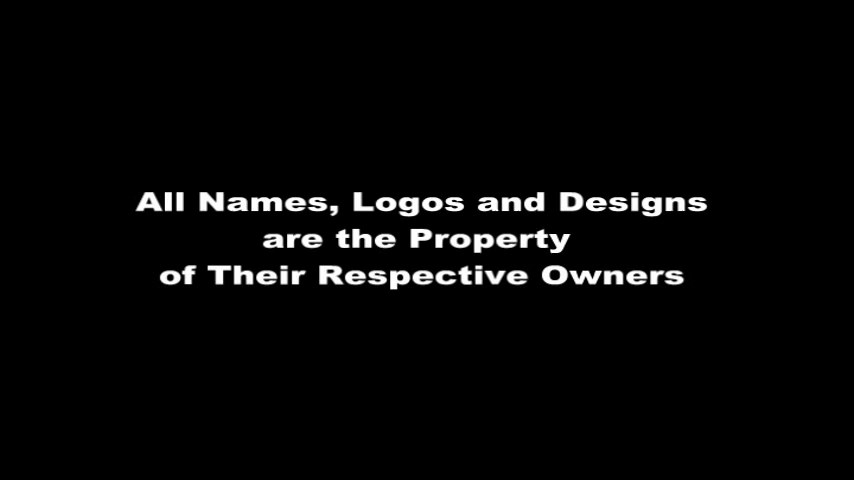 All Names, Logos and Designs
are the Property
of Their Respective Owners